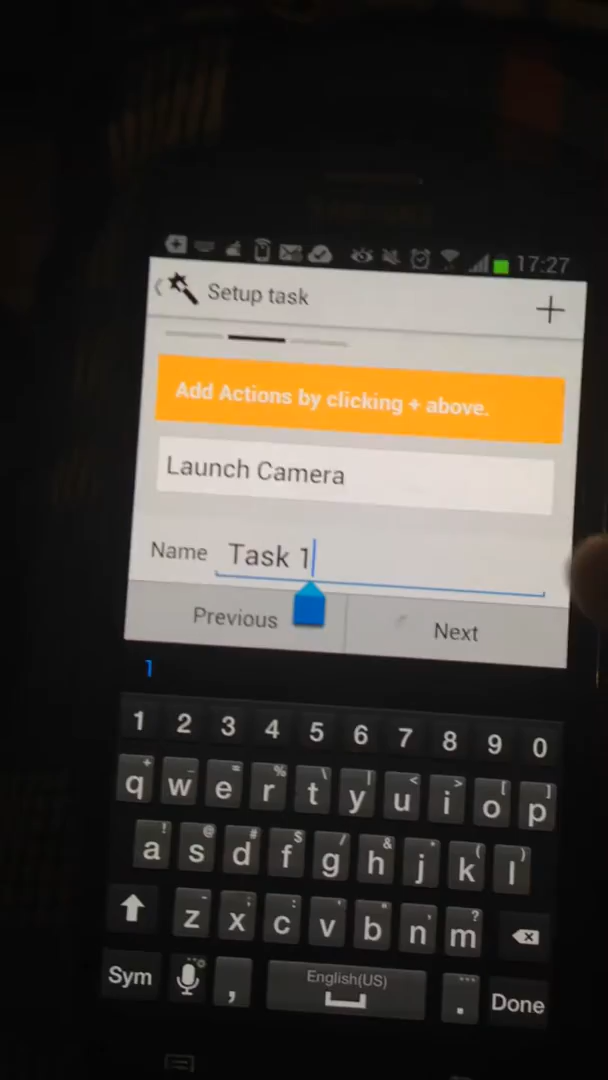 17:27
Setup task
Add Actions by clicking + above.
Launch Camera
Name Task 1
Previous Next
1
1 2 3 4 5 6 7 8 9 0
q w e r t y u i o p
a s d f g h j k l
z x c v b n m
Sym , English(US) . Done